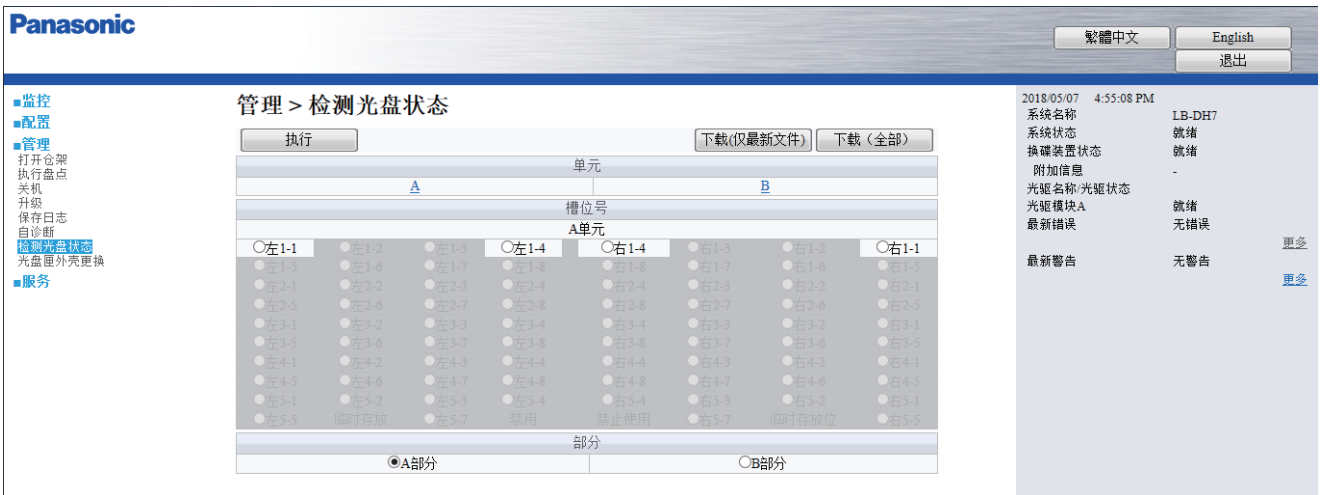 Panasonic
繁體中文 English
退出
■监控
■配置
■管理
打开仓架
执行盘点
关机
升级
保存日志
自诊断
检测光盘状态
光盘匣外壳更换
■服务
管理 > 检测光盘状态
执行 下载(仅最新文件) 下载（全部）
单元
A B
槽位号
A单元
左1-1 左1-2 左1-3 左1-4 右1-4 右1-3 右1-2 右1-1
左1-5 左1-6 左1-7 左1-8 右1-8 右1-7 右1-6 右1-5
左2-1 左2-2 左2-3 左2-4 右2-4 右2-3 右2-2 右2-1
左2-5 左2-6 左2-7 左2-8 右2-8 右2-7 右2-6 右2-5
左3-1 左3-2 左3-3 左3-4 右3-4 右3-3 右3-2 右3-1
左3-5 左3-6 左3-7 左3-8 右3-8 右3-7 右3-6 右3-5
左4-1 左4-2 左4-3 左4-4 右4-4 右4-3 右4-2 右4-1
左4-5 左4-6 左4-7 左4-8 右4-8 右4-7 右4-6 右4-5
左5-1 左5-2 左5-3 左5-4 右5-4 右5-3 右5-2 右5-1
左5-5 临时存放 左5-7 禁用 禁止使用 右5-7 临时存放位 右5-5
部分
A部分 B部分
2018/05/07 4:55:08 PM
系统名称 LB-DH7
系统状态 就绪
换碟装置状态 就绪
附加信息 -
光驱名称/光驱状态
光驱模块A 就绪
最新错误 无错误
更多
最新警告 无警告
更多